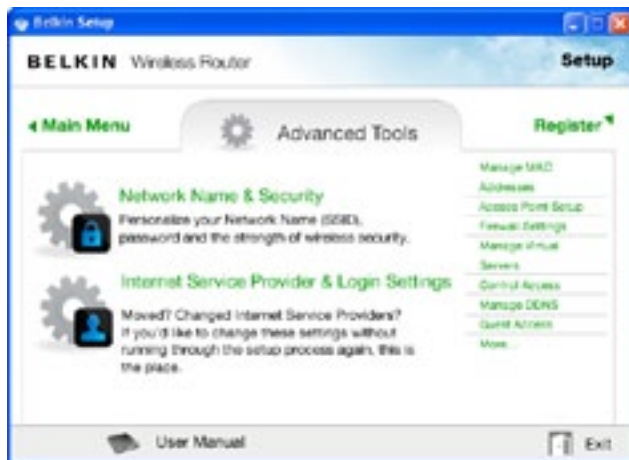 Belkin Setup
BELKIN Wireless Router
Setup
Main Menu
Advanced Tools
Register
Network Name & Security
Personalize your Network Name (SSID),
password and the strength of wireless security.
Internet Service Provider & Login Settings
Moved? Changed Internet Service Providers?
If you'd like to change these settings without
running through the setup process again, this is
the place.
Manage MAC
Addresses
Access Point Setup
Firewall Settings
Manage Virtual
Servers
Control Access
Manage DDNS
Guest Access
More...
User Manual
Exit